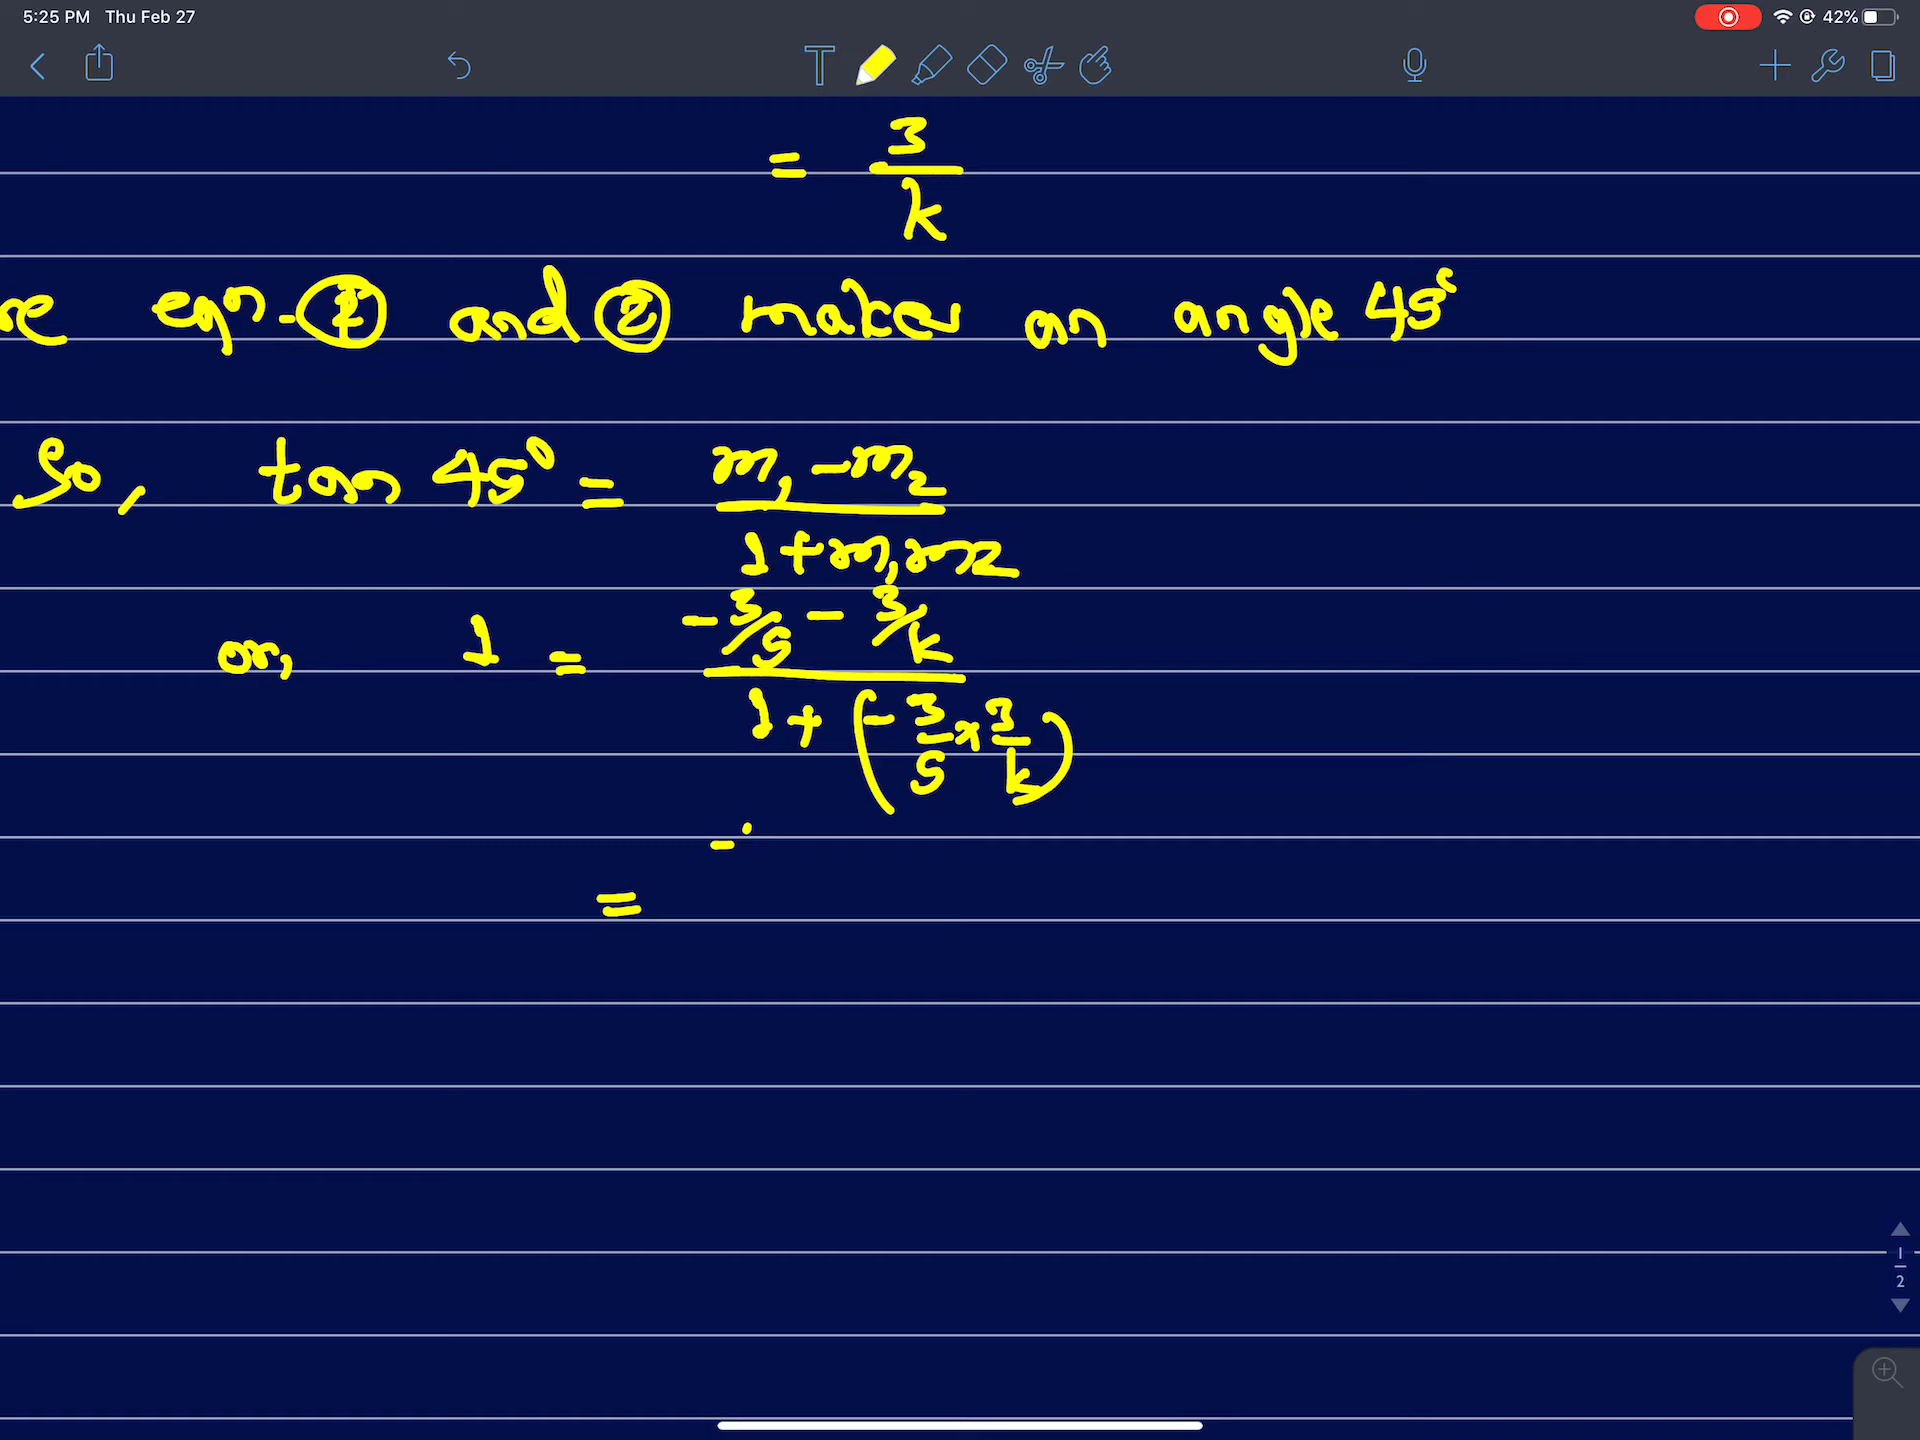 5:25 PM Thu Feb 27
42%
= 3/k
re eqn-① and ② makes an angle 45°
So, tan 45° = m₁-m₂/1+m₁m₂
or, 1 = -3/5 - 3/k / 1+(-3/5 × 3/k)
-
=
1
2